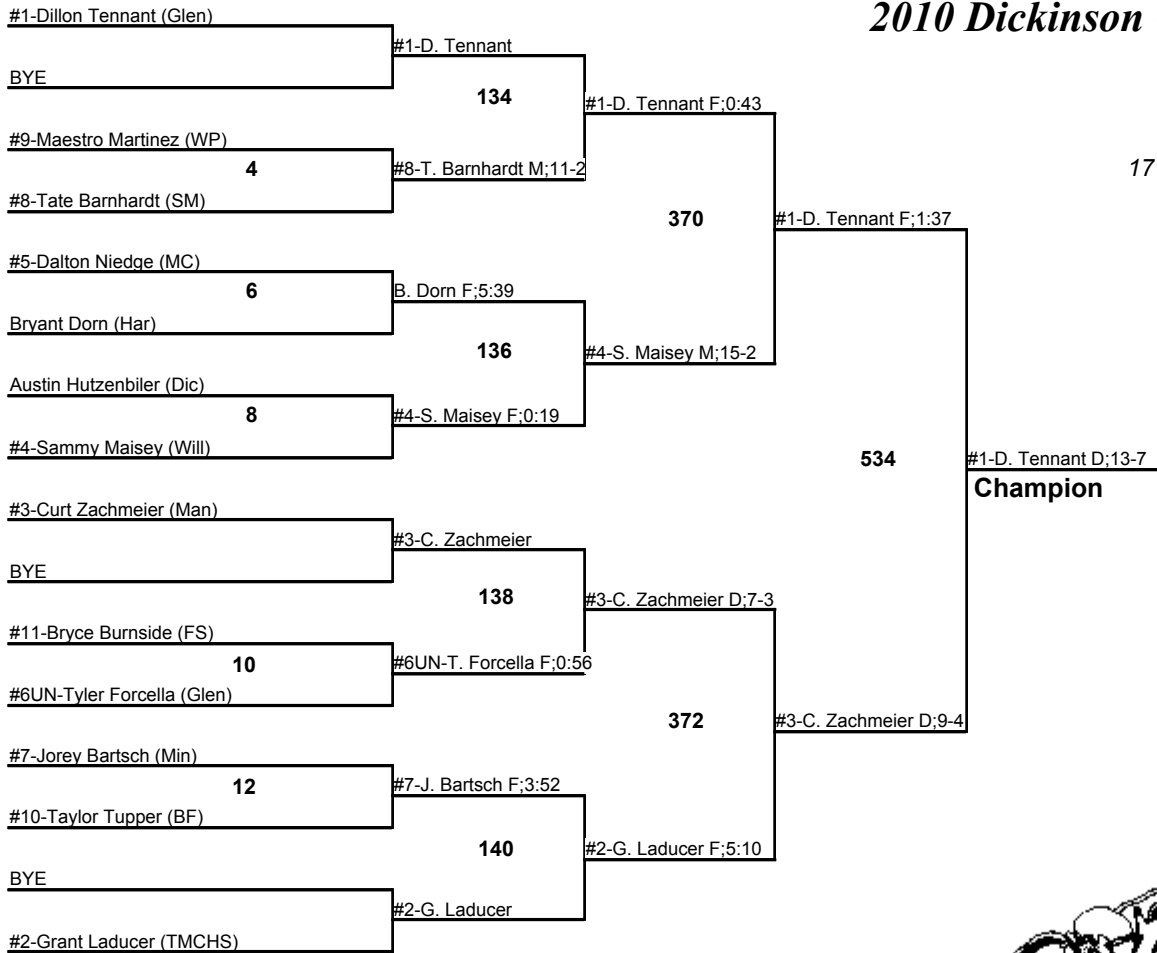 2010 Dickinson
17
#1-Dillon Tennant (Glen)
BYE
#9-Maestro Martinez (WP)
4
#8-Tate Barnhardt (SM)
#5-Dalton Niedge (MC)
6
Bryant Dorn (Har)
Austin Hutzenbiler (Dic)
8
#4-Sammy Maisey (Will)
#3-Curt Zachmeier (Man)
BYE
#11-Bryce Burnside (FS)
10
#6UN-Tyler Forcella (Glen)
#7-Jorey Bartsch (Min)
12
#10-Taylor Tupper (BF)
BYE
#2-Grant Laducer (TMCHS)
#1-D. Tennant
134
#8-T. Barnhardt M;11-2
B. Dorn F;5:39
136
#4-S. Maisey F;0:19
#3-C. Zachmeier
138
#6UN-T. Forcella F;0:56
#7-J. Bartsch F;3:52
140
#2-G. Laducer
#1-D. Tennant F;0:43
370
#4-S. Maisey M;15-2
#3-C. Zachmeier D;7-3
372
#2-G. Laducer F;5:10
#1-D. Tennant F;1:37
534
#3-C. Zachmeier D;9-4
#1-D. Tennant D;13-7
Champion